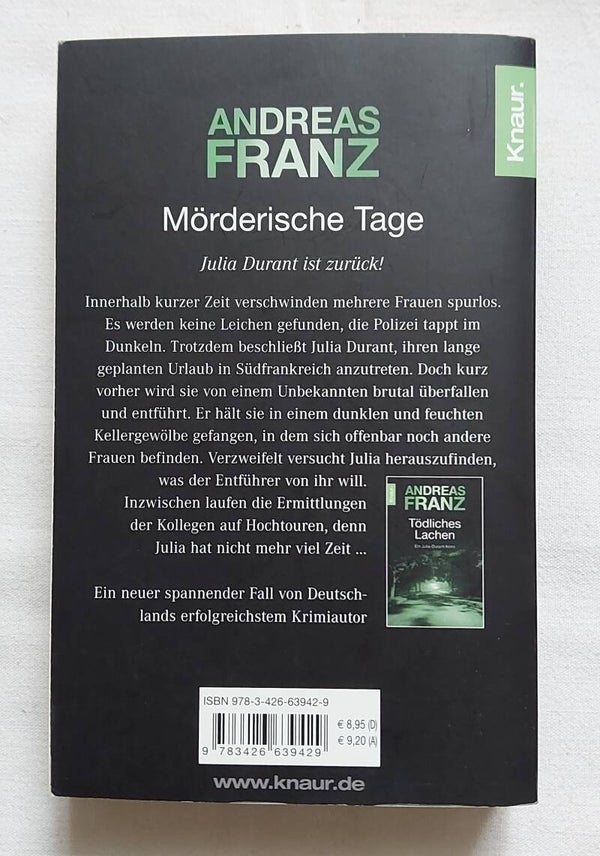 Knaur.
ANDREAS
FRANZ
Mörderische Tage
Julia Durant ist zurück!
Innerhalb kurzer Zeit verschwinden mehrere Frauen spurlos.
Es werden keine Leichen gefunden, die Polizei tappt im
Dunkeln. Trotzdem beschließt Julia Durant, ihren lange
geplanten Urlaub in Südfrankreich anzutreten. Doch kurz
vorher wird sie von einem Unbekannten brutal überfallen
und entführt. Er hält sie in einem dunklen und feuchten
Kellergewölbe gefangen, in dem sich offenbar noch andere
Frauen befinden. Verzweifelt versucht Julia herauszufinden,
was der Entführer von ihr will.
Inzwischen laufen die Ermittlungen
der Kollegen auf Hochtouren, denn
Julia hat nicht mehr viel Zeit ...
Ein neuer spannender Fall von Deutsch-
lands erfolgreichstem Krimiautor
ANDREAS
FRANZ
Tödliches
Lachen
Ein Julia-Durant-Krimi
ISBN 978-3-426-63942-9
€ 8,95 (D)
€ 9,20 (A)
9 783426 639429
www.knaur.de